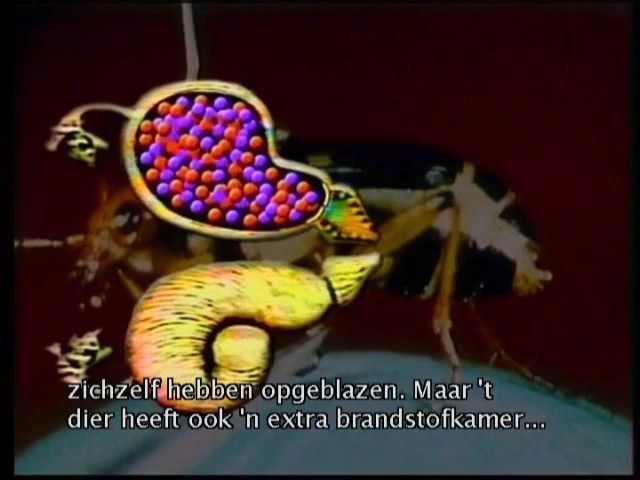 zichzelf hebben opgeblazen. Maar 't
dier heeft ook 'n extra brandstofkamer...